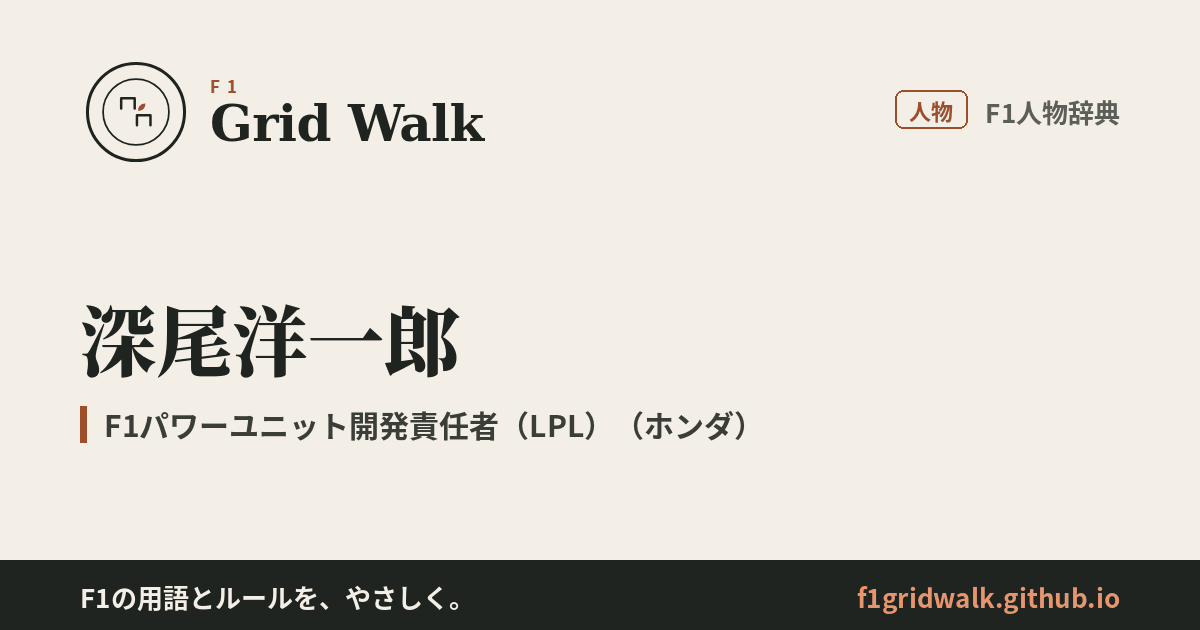 F1
Grid Walk
人物
F1人物辞典
深尾洋一郎
F1パワーユニット開発責任者（LPL）（ホンダ）
F1の用語とルールを、やさしく。
f1gridwalk.github.io